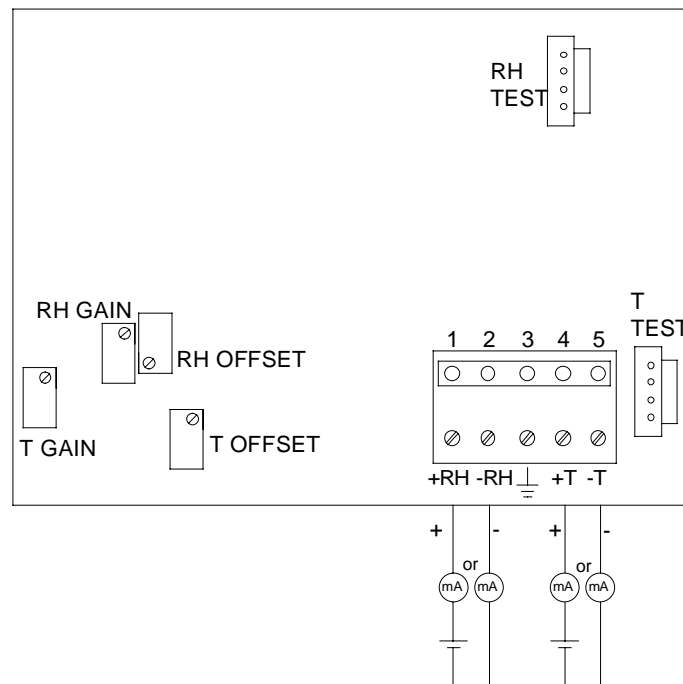 RH
TEST
RH GAIN
RH OFFSET
T GAIN
T OFFSET
T
TEST
1 2 3 4 5
+RH -RH +T -T
+ - + -
or or
mA mA mA mA